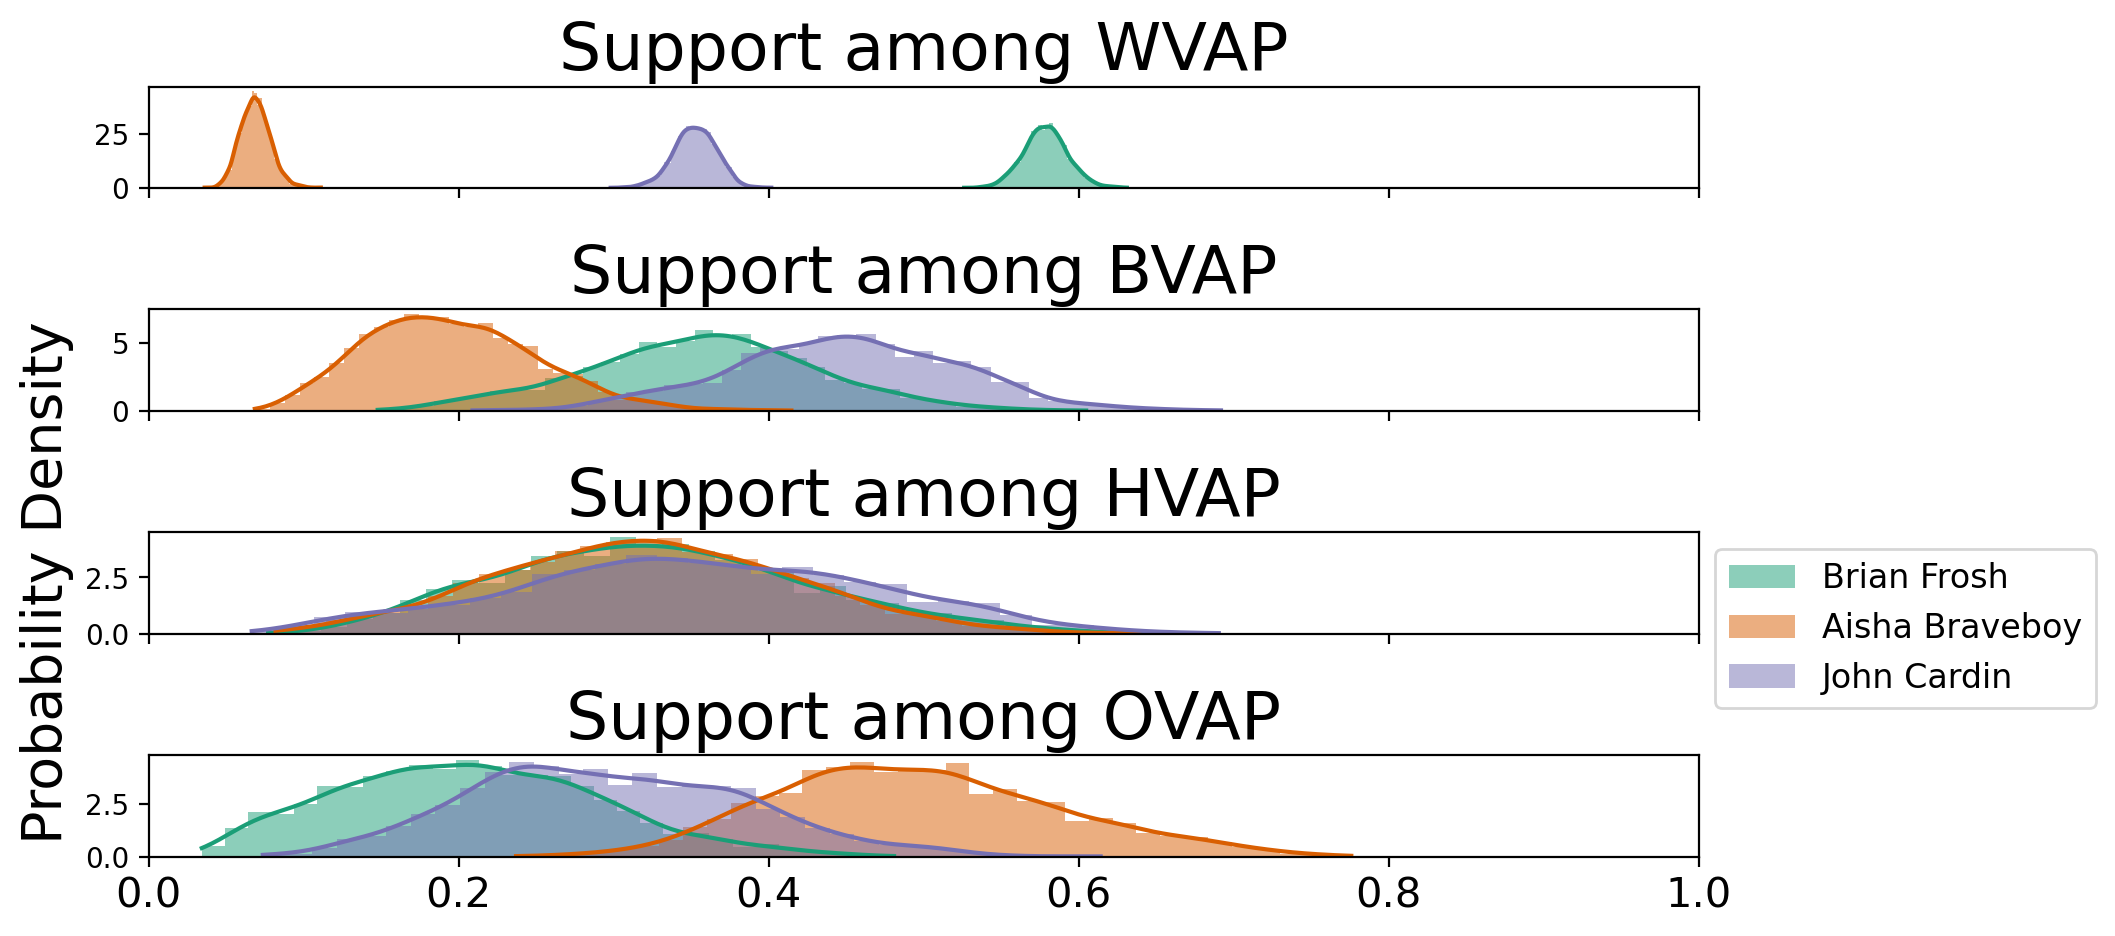 Support among WVAP
25
0
Support among BVAP
5
0
Support among HVAP
2.5
0.0
Support among OVAP
2.5
0.0
0.0 0.2 0.4 0.6 0.8 1.0
Probability Density
Brian Frosh
Aisha Braveboy
John Cardin